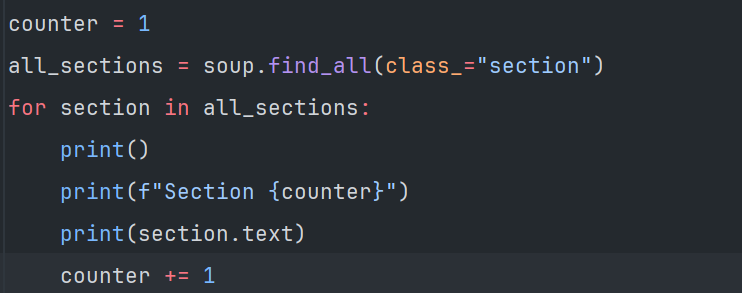 counter = 1
all_sections = soup.find_all(class_="section")
for section in all_sections:
    print()
    print(f"Section {counter}")
    print(section.text)
    counter += 1